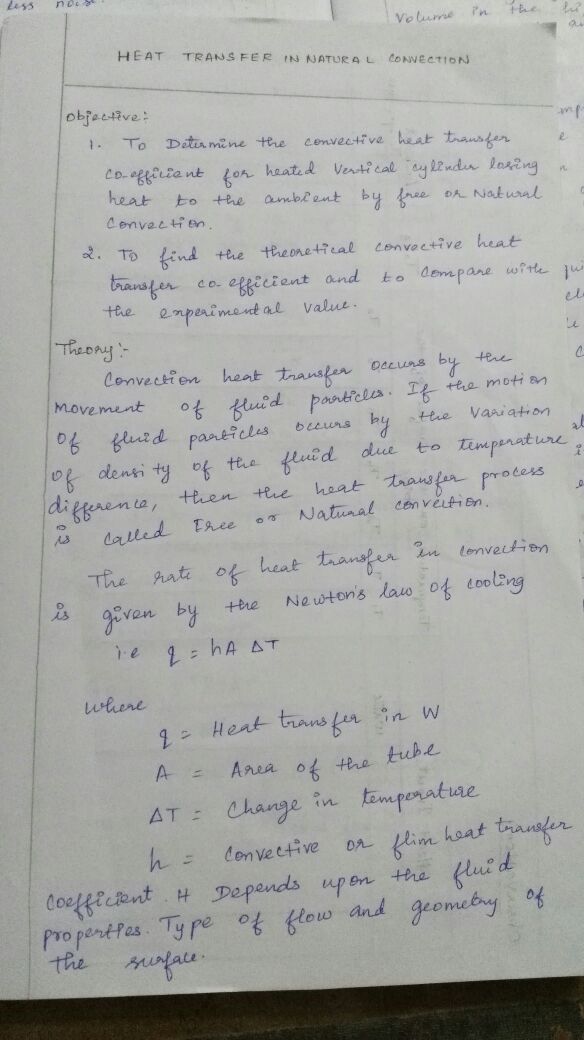 less noise
Volume in the
HEAT TRANSFER IN NATURAL CONVECTION
Objective:
1. To Determine the convective heat transfer
co-efficient for heated Vertical cylinder losing
heat to the ambient by free or Natural
Convection.
2. To find the theoretical convective heat
transfer co-efficient and to Compare with
the experimental value.
Theory:-
Convection heat transfer occurs by the
movement of fluid particles. If the motion
of fluid particles occurs by the Variation
of density of the fluid due to temperature
difference, then the heat transfer process
is called Free or Natural convection.
The rate of heat transfer in convection
is given by the Newton's law of cooling
i.e q = hA ΔT
Where
q = Heat transfer in W
A = Area of the tube
ΔT = Change in temperature
h = Convective or flim heat transfer
Coefficient. It Depends upon the fluid
properties. Type of flow and geometry of
the surface.